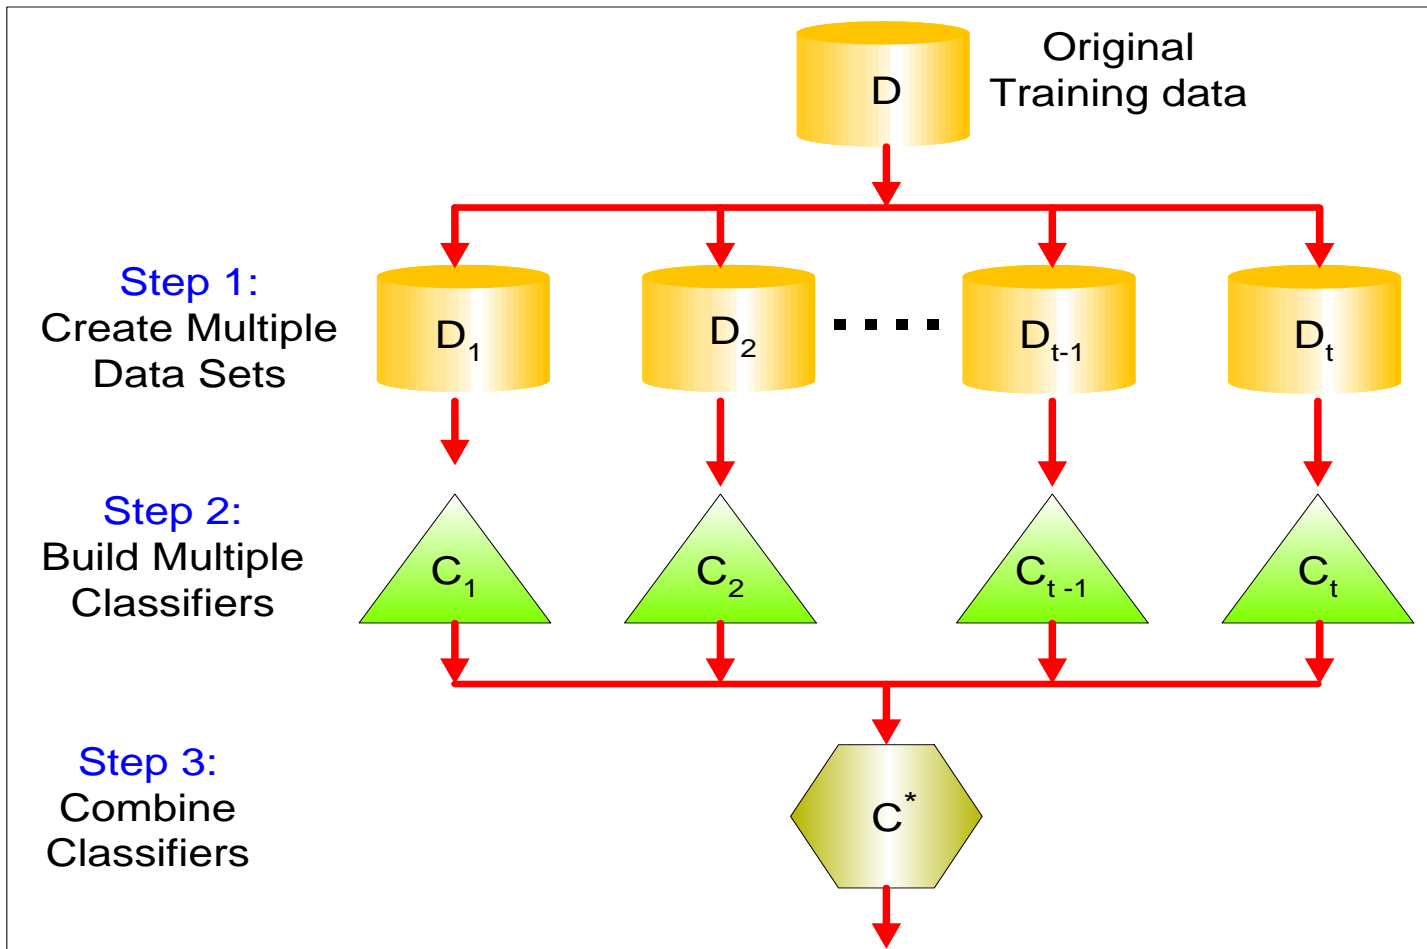 D
Original
Training data
Step 1:
Create Multiple
Data Sets
D1
D2
Dt-1
Dt
Step 2:
Build Multiple
Classifiers
C1
C2
Ct -1
Ct
Step 3:
Combine
Classifiers
C*